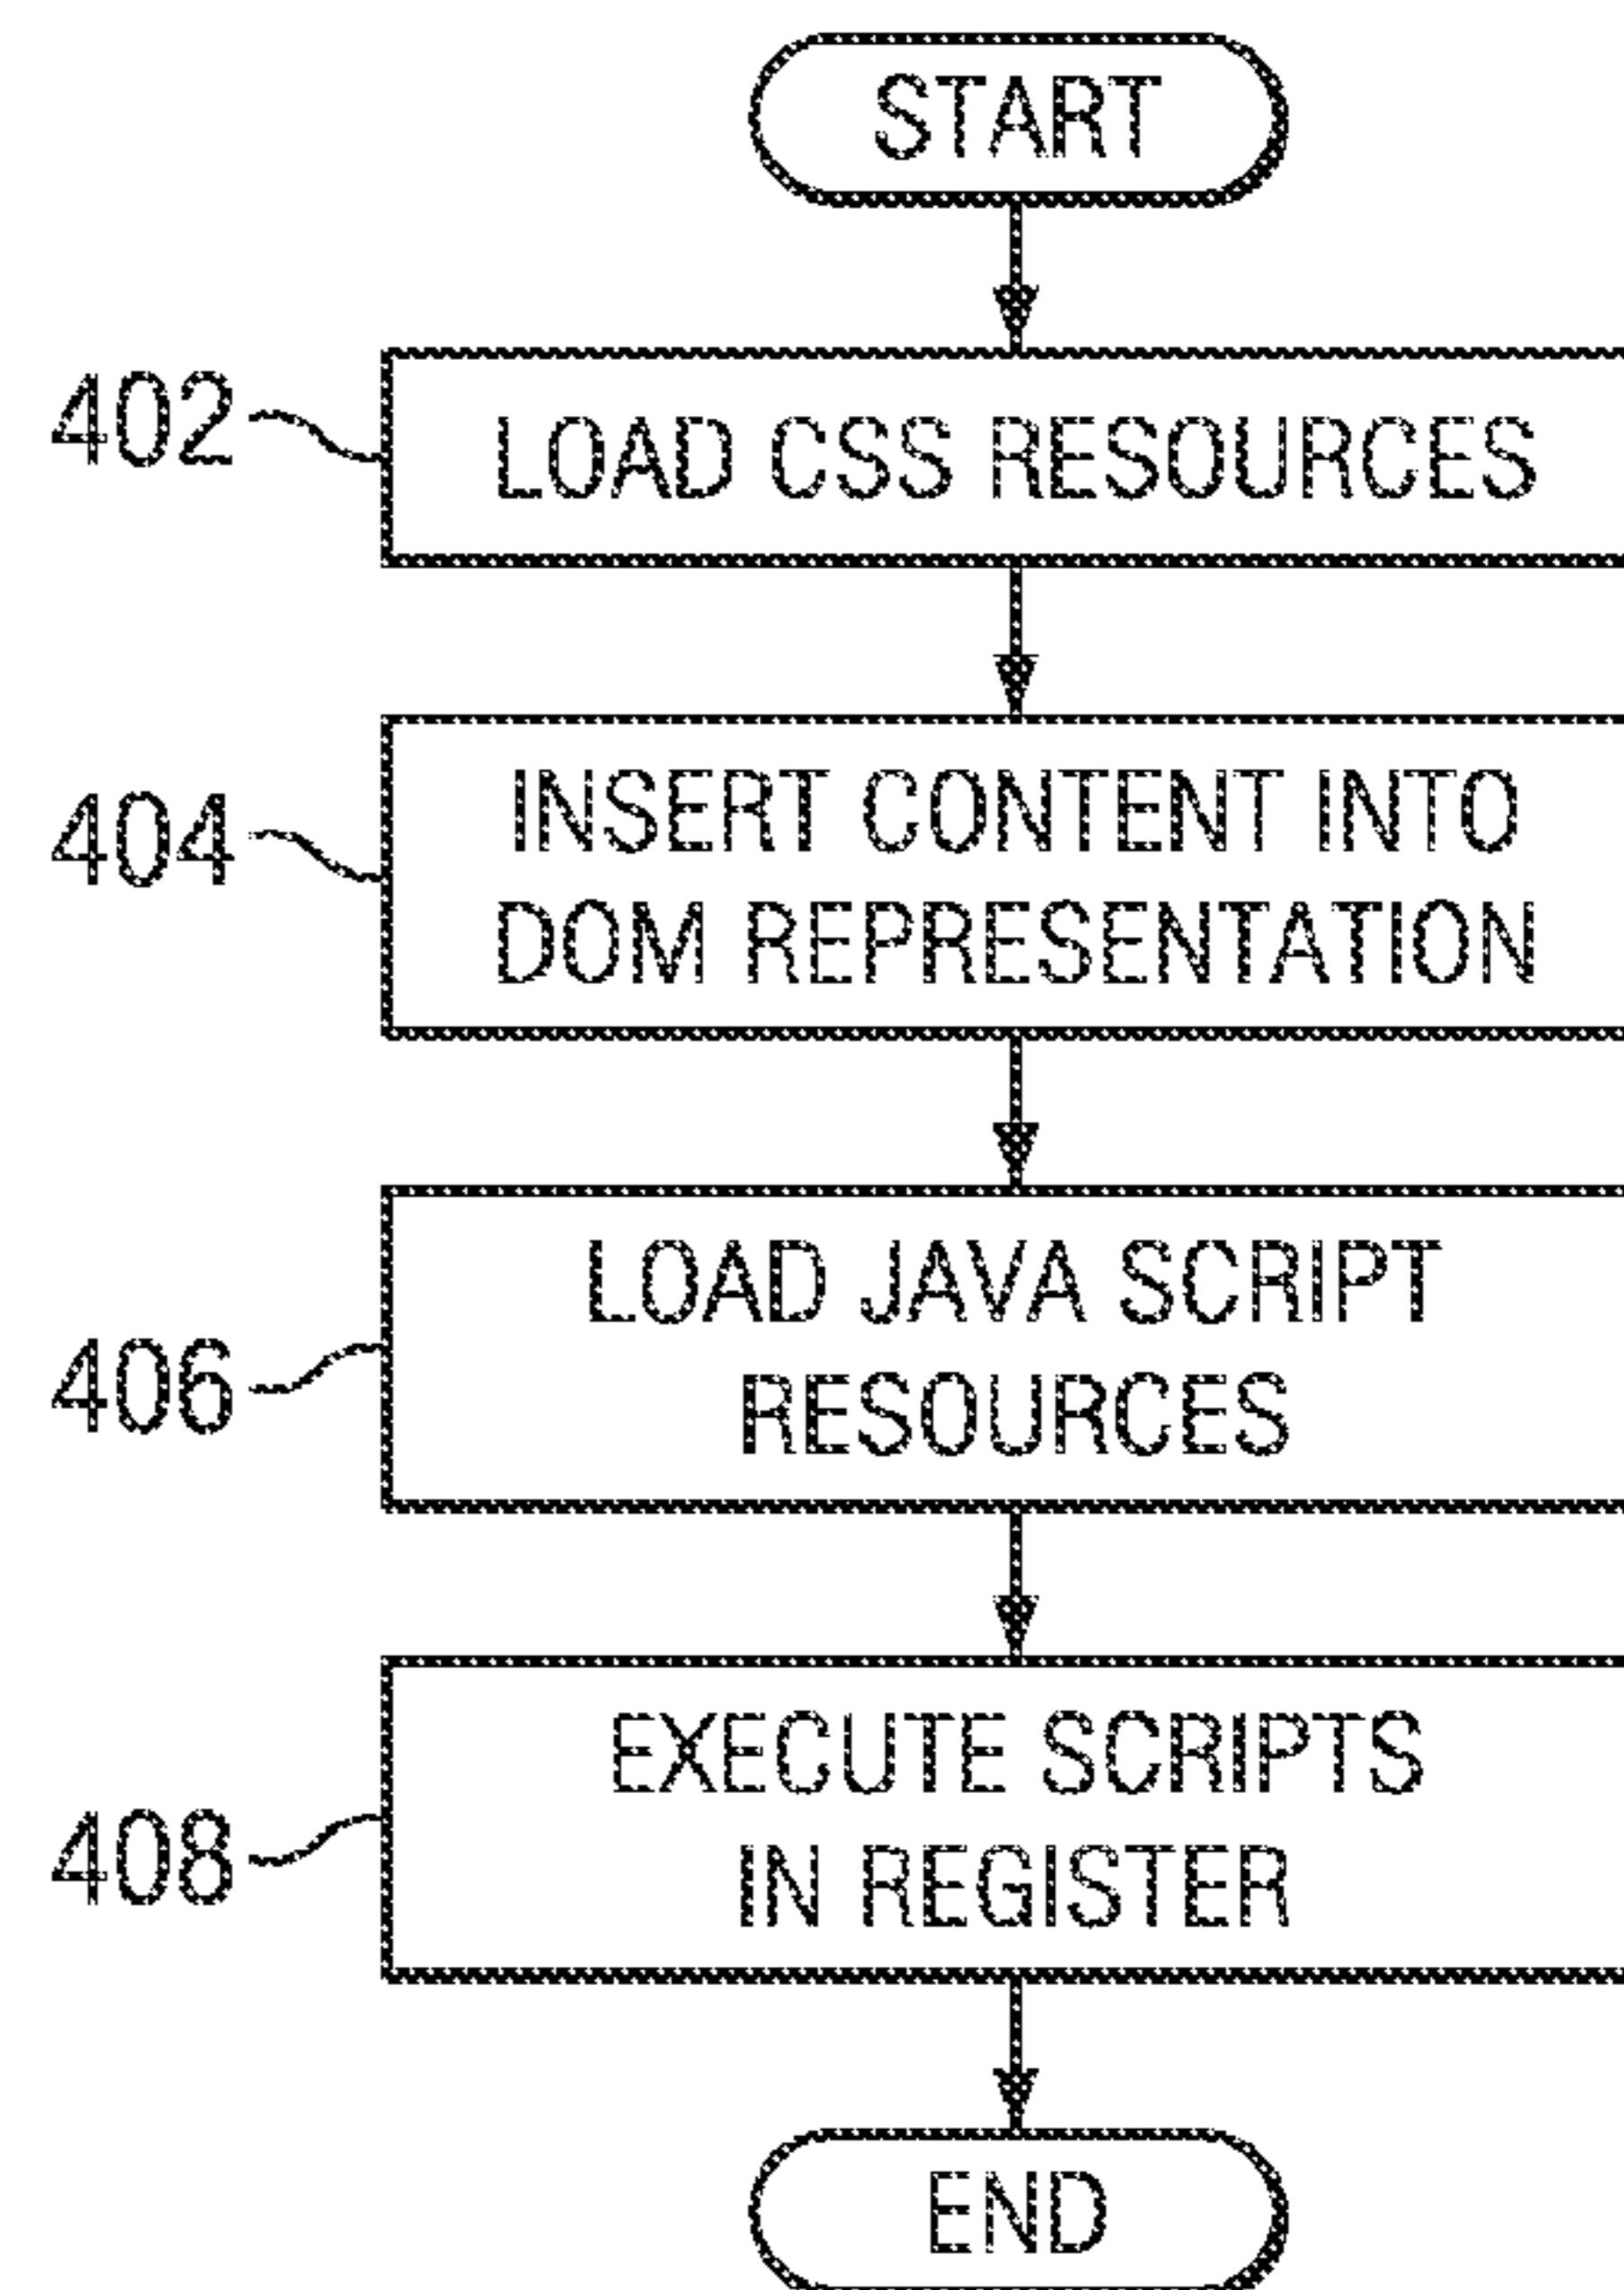 START
402
LOAD CSS RESOURCES
404
INSERT CONTENT INTO
DOM REPRESENTATION
406
LOAD JAVA SCRIPT
RESOURCES
408
EXECUTE SCRIPTS
IN REGISTER
END